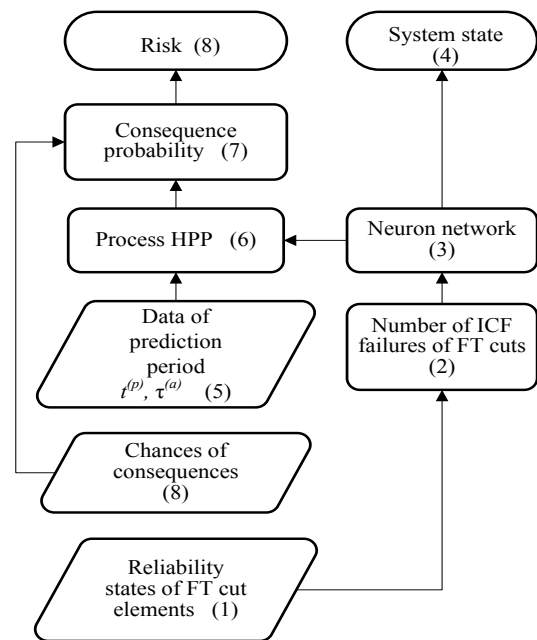 Risk (8)
System state
(4)
Consequence
probability (7)
Process HPP (6)
Neuron network
(3)
Data of
prediction
period
t^(p), τ^(a) (5)
Number of ICF
failures of FT cuts
(2)
Chances of
consequences
(8)
Reliability
states of FT cut
elements (1)